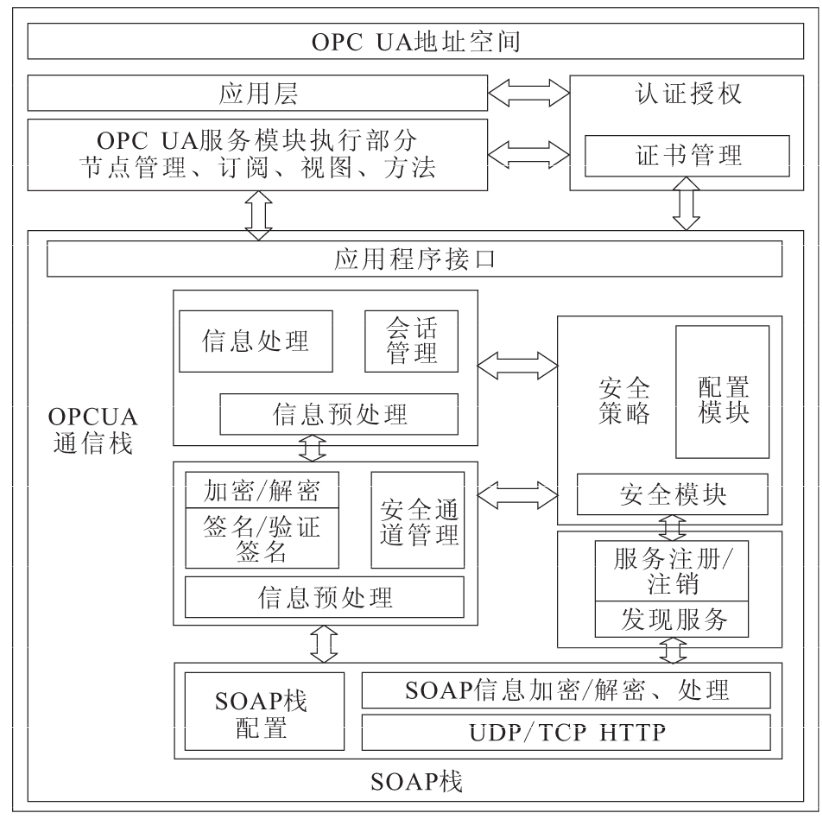 OPC UA地址空间
应用层
认证授权
OPC UA服务模块执行部分
节点管理、订阅、视图、方法
证书管理
应用程序接口
信息处理
会话
管理
信息预处理
安全
策略
配置
模块
OPCUA
通信栈
加密/解密
签名/验证
签名
安全通
道管理
安全模块
信息预处理
服务注册/
注销
发现服务
SOAP栈
配置
SOAP信息加密/解密、处理
UDP/TCP HTTP
SOAP栈